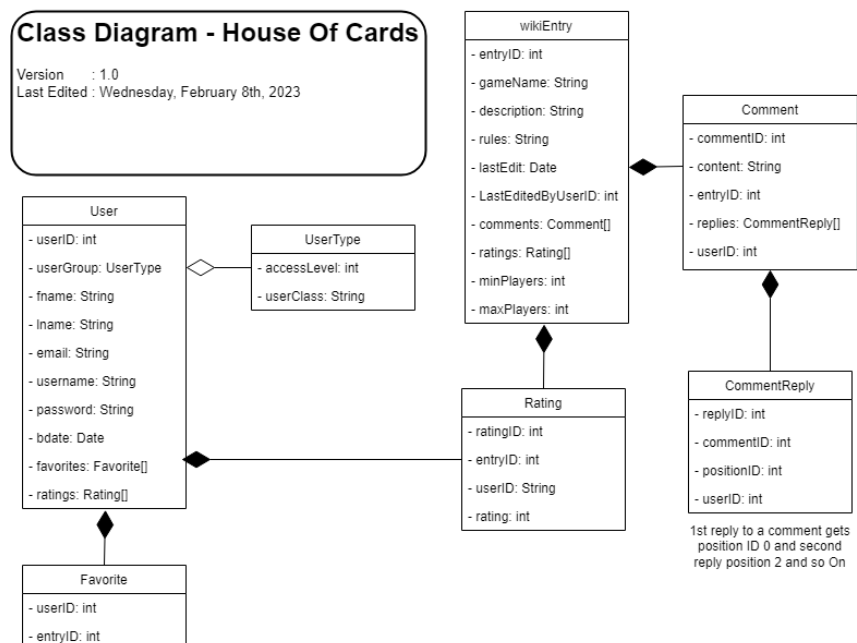 Class Diagram - House Of Cards
Version : 1.0
Last Edited : Wednesday, February 8th, 2023
wikiEntry
- entryID: int
- gameName: String
- description: String
- rules: String
- lastEdit: Date
- LastEditedByUserID: int
- comments: Comment[]
- ratings: Rating[]
- minPlayers: int
- maxPlayers: int
Comment
- commentID: int
- content: String
- entryID: int
- replies: CommentReply[]
- userID: int
User
- userID: int
- userGroup: UserType
- fname: String
- lname: String
- email: String
- username: String
- password: String
- bdate: Date
- favorites: Favorite[]
- ratings: Rating[]
UserType
- accessLevel: int
- userClass: String
Rating
- ratingID: int
- entryID: int
- userID: String
- rating: int
CommentReply
- replyID: int
- commentID: int
- positionID: int
- userID: int
1st reply to a comment gets
position ID 0 and second
reply position 2 and so On
Favorite
- userID: int
- entryID: int